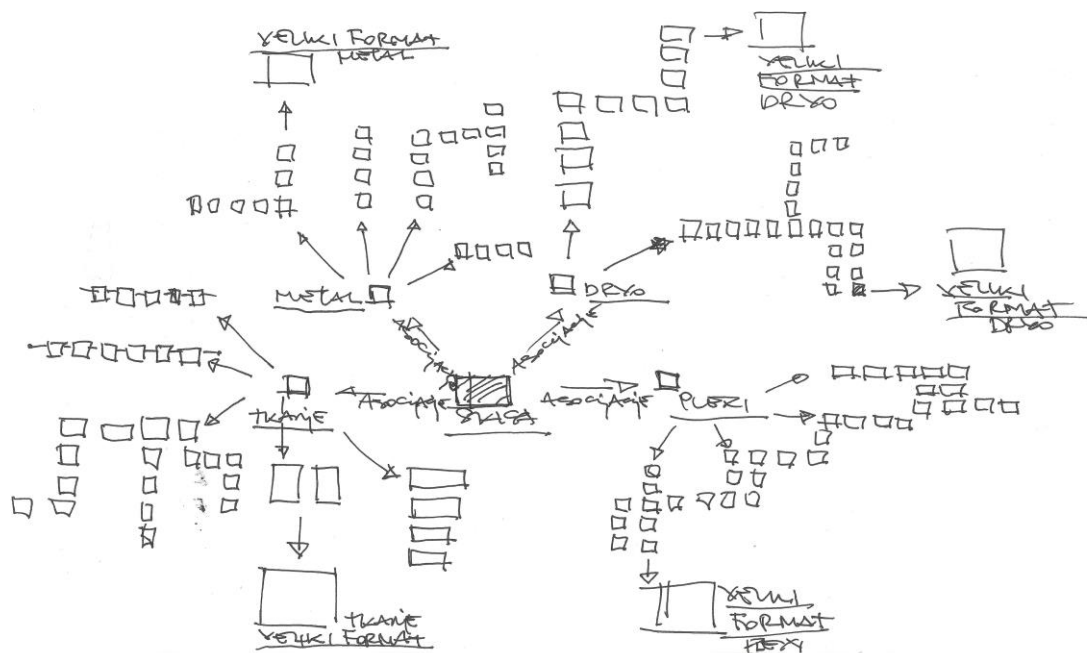 VELIKI FORMAT
METAL
VELIKI
FORMAT
DRVO
METAL
DRVO
VELIKI
FORMAT
DRVO
ASOCIJACIJE
ASOCIJACIJE
TKANJE
ASOCIJACIJE
SLIKA
ASOCIJACIJE
PLEXI
TKANJE
VELIKI FORMAT
VELIKI
FORMAT
PLEXI